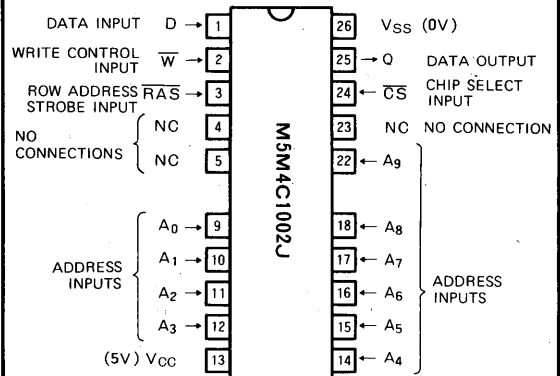 DATA INPUT D → 1
WRITE CONTROL INPUT W̅ → 2
ROW ADDRESS STROBE INPUT R̅A̅S̅ → 3
NO CONNECTIONS
NC 4
NC 5
ADDRESS INPUTS
A0 → 9
A1 → 10
A2 → 11
A3 → 12
(5V) VCC 13
M5M4C1002J
26 VSS (0V)
25 → Q DATA OUTPUT
24 ← C̅S̅ CHIP SELECT INPUT
23 NC NO CONNECTION
22 ← A9
18 ← A8
17 ← A7
16 ← A6
15 ← A5
14 ← A4
ADDRESS INPUTS